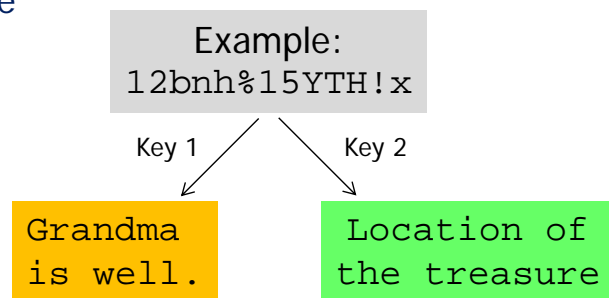 e
Example:
12bnh%15YTH!x
Key 1
Key 2
Grandma
is well.
Location of
the treasure